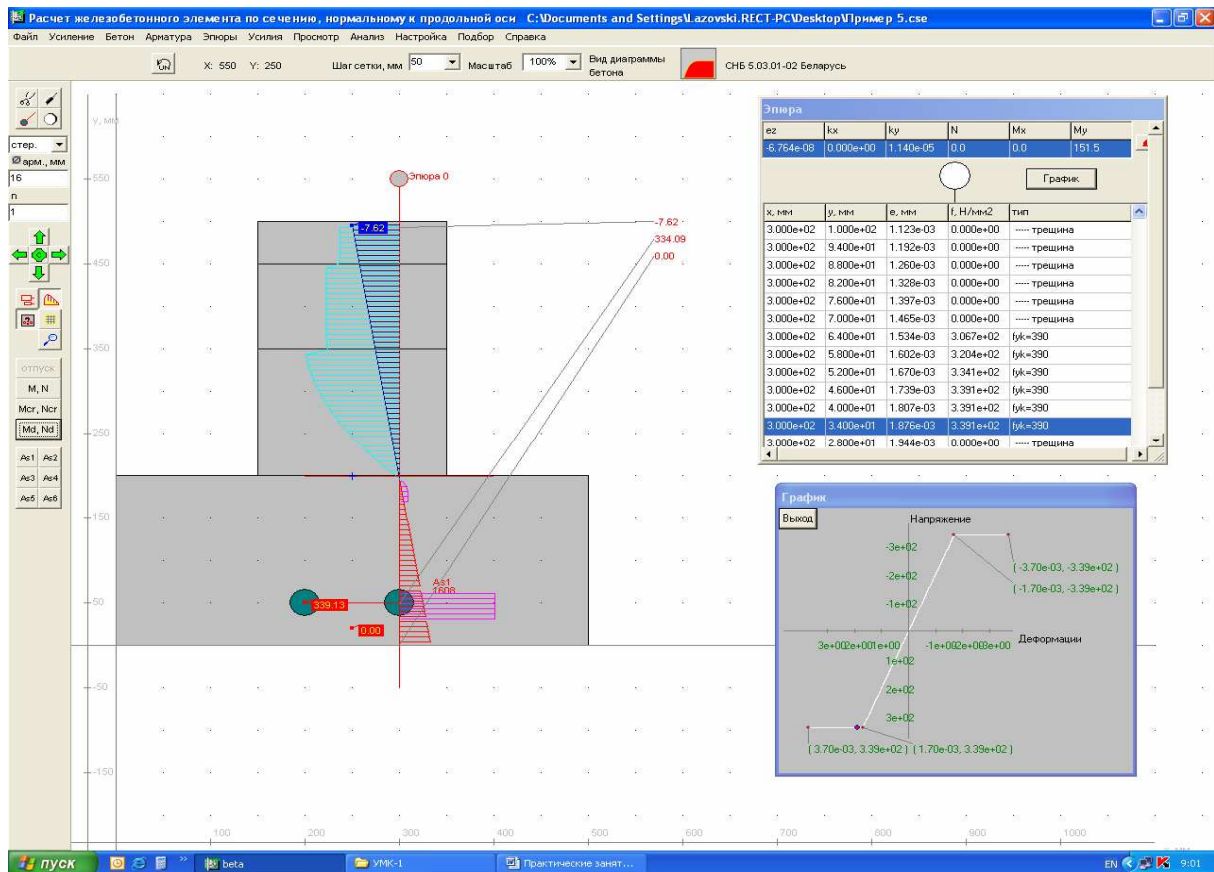 Расчет железобетонного элемента по сечению, нормальному к продольной оси C:\Documents and Settings\Lazovski.RECT-PC\Desktop\Пример 5.cse
Файл Усиление Бетон Арматура Эпюры Усилия Просмотр Анализ Настройка Подбор Справка
X: 550 Y: 250 Шаг сетки, мм 50 Масштаб 100% Вид диаграммы бетона СНБ 5.03.01-02 Беларусь
стер.
Ø арм., мм
16
n
1
отпуск
M, N
Mcr, Ncr
Md, Nd
As1 As2
As3 As4
As5 As6
y, мм
550
450
350
250
150
50
-50
-150
Эпюра 0
-7.62
-7.62
334.09
0.00
As1
1608
339.13
0.00
100 200 300 400 500 600 700 800 900 1000
Эпюра
ez kx ky N Mx My
-6.764e-08 0.000e+00 1.140e-05 0.0 0.0 151.5
График
x, мм y, мм e, мм f, Н/мм2 тип
3.000e+02 1.000e+02 1.123e-03 0.000e+00 ----- трещина
3.000e+02 9.400e+01 1.192e-03 0.000e+00 ----- трещина
3.000e+02 8.800e+01 1.260e-03 0.000e+00 ----- трещина
3.000e+02 8.200e+01 1.328e-03 0.000e+00 ----- трещина
3.000e+02 7.600e+01 1.397e-03 0.000e+00 ----- трещина
3.000e+02 7.000e+01 1.465e-03 0.000e+00 ----- трещина
3.000e+02 6.400e+01 1.534e-03 3.067e+02 fyk=390
3.000e+02 5.800e+01 1.602e-03 3.204e+02 fyk=390
3.000e+02 5.200e+01 1.670e-03 3.341e+02 fyk=390
3.000e+02 4.600e+01 1.739e-03 3.391e+02 fyk=390
3.000e+02 4.000e+01 1.807e-03 3.391e+02 fyk=390
3.000e+02 3.400e+01 1.876e-03 3.391e+02 fyk=390
3.000e+02 2.800e+01 1.944e-03 0.000e+00 ----- трещина
График
Выход
Напряжение
-3e+02
-2e+02
-1e+02
( -3.70e-03, -3.39e+02 )
( -1.70e-03, -3.39e+02 )
Деформации
1e+02
2e+02
3e+02
( 3.70e-03, 3.39e+02 ) ( 1.70e-03, 3.39e+02 )
пуск beta УМК-1 Практические занят... EN 9:01